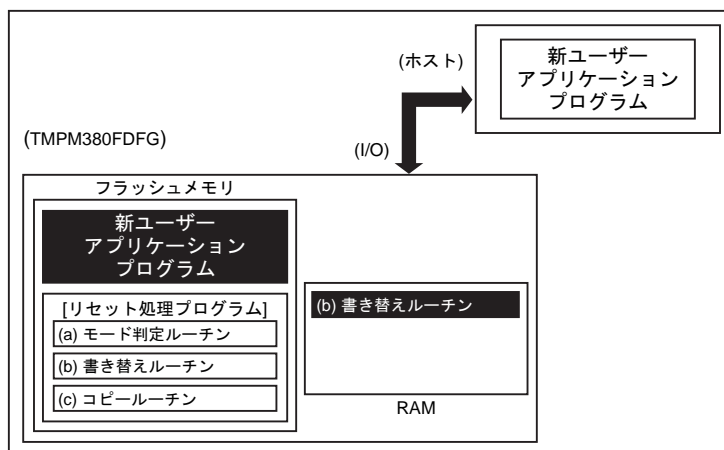 (ホスト)
新ユーザー
アプリケーション
プログラム
(TMPM380FDFG)
(I/O)
フラッシュメモリ
新ユーザー
アプリケーション
プログラム
[リセット処理プログラム]
(a) モード判定ルーチン
(b) 書き替えルーチン
(c) コピールーチン
(b) 書き替えルーチン
RAM